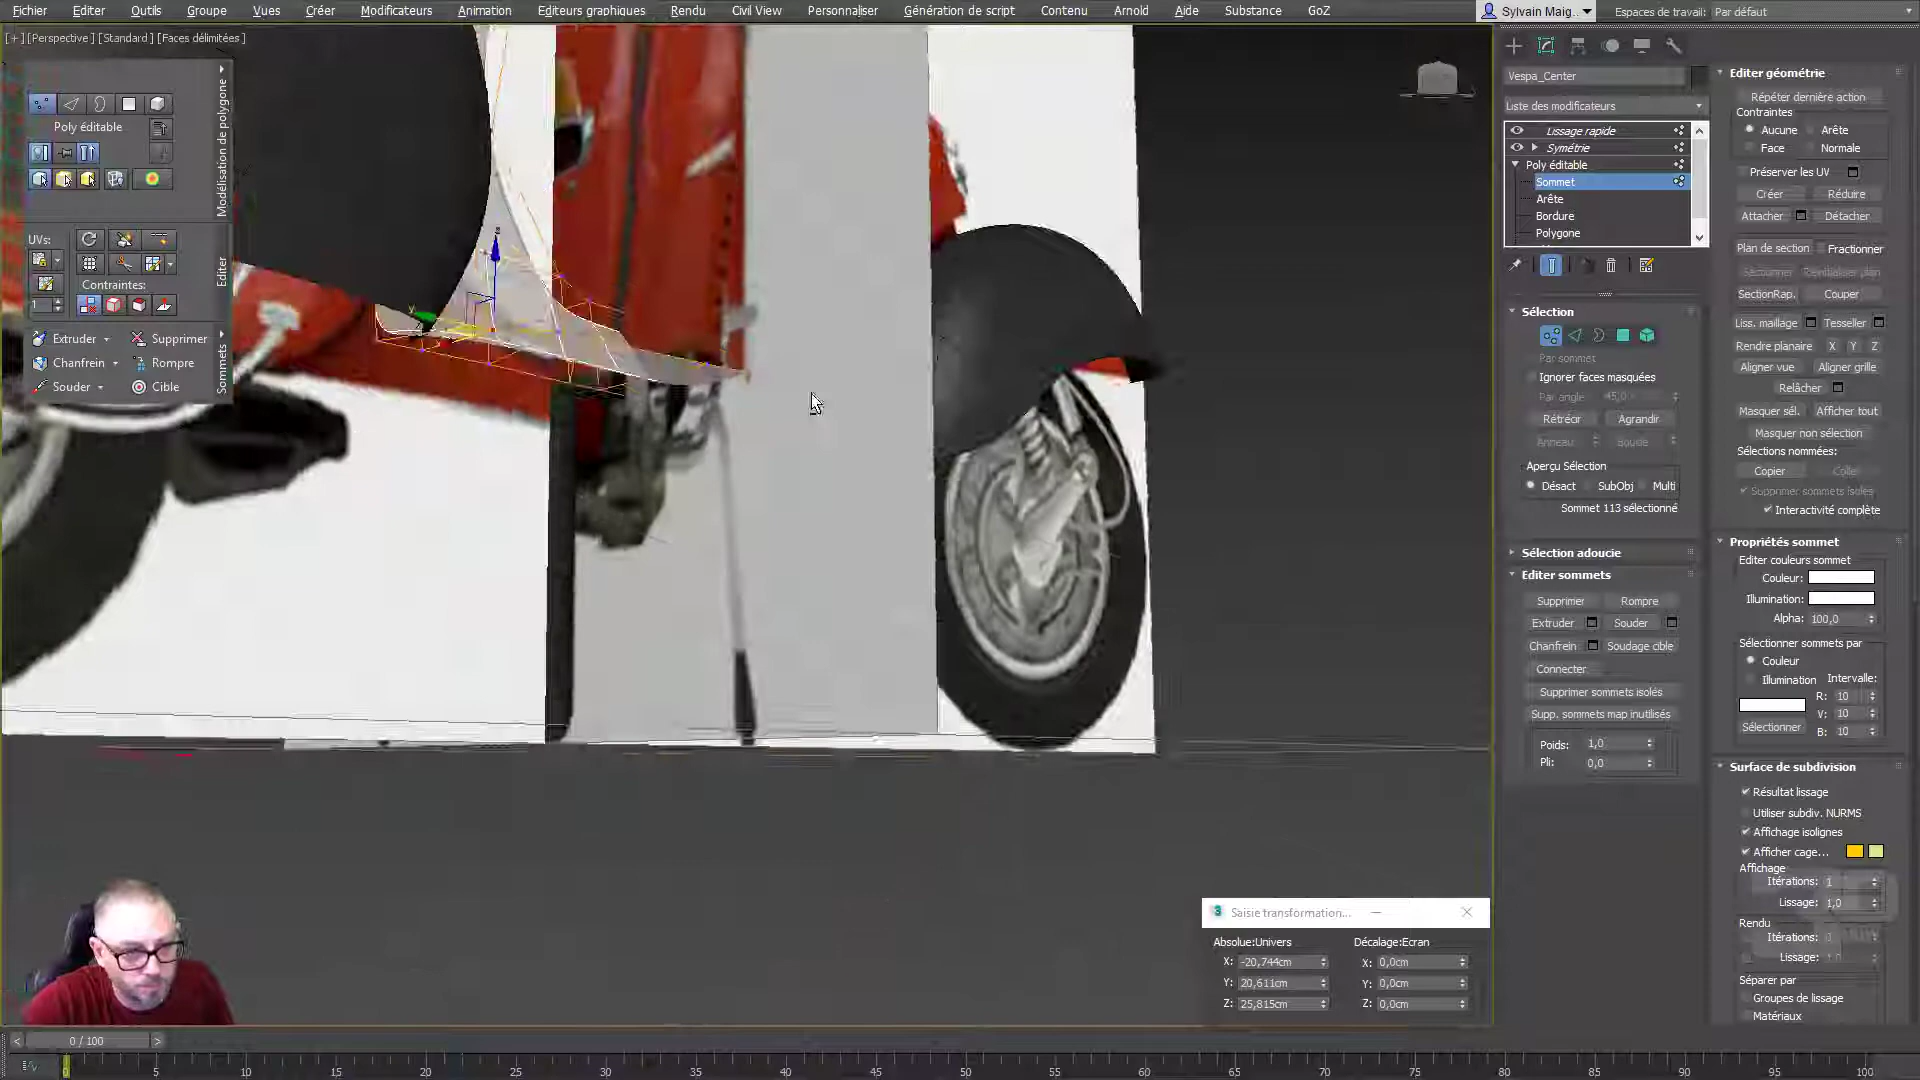 Fichier Editer Outils Groupe Vues Créer Modificateurs Animation Editeurs graphiques Rendu Civil View Personnaliser Génération de script Contenu Arnold Aide Substance GoZ Sylvain Maig... Espaces de travail: Par défaut
[+] [Perspective] [Standard] [Faces délimitées]
Modélisation de polygone
Poly éditable
UVs:
Editer
Contraintes:
1
Extruder Supprimer
Chanfrein Rompre
Souder Cible
Sommets
Vespa_Center
Liste des modificateurs
Lissage rapide
Symétrie
Poly éditable
Sommet
Arête
Bordure
Polygone
Sélection
Par sommet
Ignorer faces masquées
Par angle 45,0
Rétrécir Agrandir
Anneau Boucle
Aperçu Sélection
Désact SubObj Multi
Sommet 113 sélectionné
Sélection adoucie
Editer sommets
Supprimer Rompre
Extruder Souder
Chanfrein Soudage cible
Connecter
Supprimer sommets isolés
Supp. sommets map inutilisés
Poids: 1,0
Pli: 0,0
Editer géométrie
Répéter dernière action
Contraintes
Aucune Arête
Face Normale
Préserver les UV
Créer Réduire
Attacher Détacher
Plan de section Fractionner
Sectionner Réinitialiser plan
SectionRap. Couper
Liss. maillage Tesseller
Rendre planaire X Y Z
Aligner vue Aligner grille
Relâcher
Masquer sél. Afficher tout
Masquer non sélection
Sélections nommées:
Copier Coller
Supprimer sommets isolés
Interactivité complète
Propriétés sommet
Editer couleurs sommet
Couleur:
Illumination:
Alpha: 100,0
Sélectionner sommets par
Couleur
Illumination Intervalle:
R: 10
V: 10
Sélectionner B: 10
Surface de subdivision
Résultat lissage
Utiliser subdiv. NURMS
Affichage isolignes
Afficher cage...
Affichage
Itérations: 1
Lissage: 1,0
Rendu
Itérations:
Lissage: 1,0
Séparer par
Groupes de lissage
Matériaux
3 Saisie transformation...
Absolue:Univers Décalage:Ecran
X: -20,744cm X: 0,0cm
Y: 20,611cm Y: 0,0cm
Z: 25,815cm Z: 0,0cm
< 0 / 100 >
0 5 10 15 20 25 30 35 40 45 50 55 60 65 70 75 80 85 90 95 100